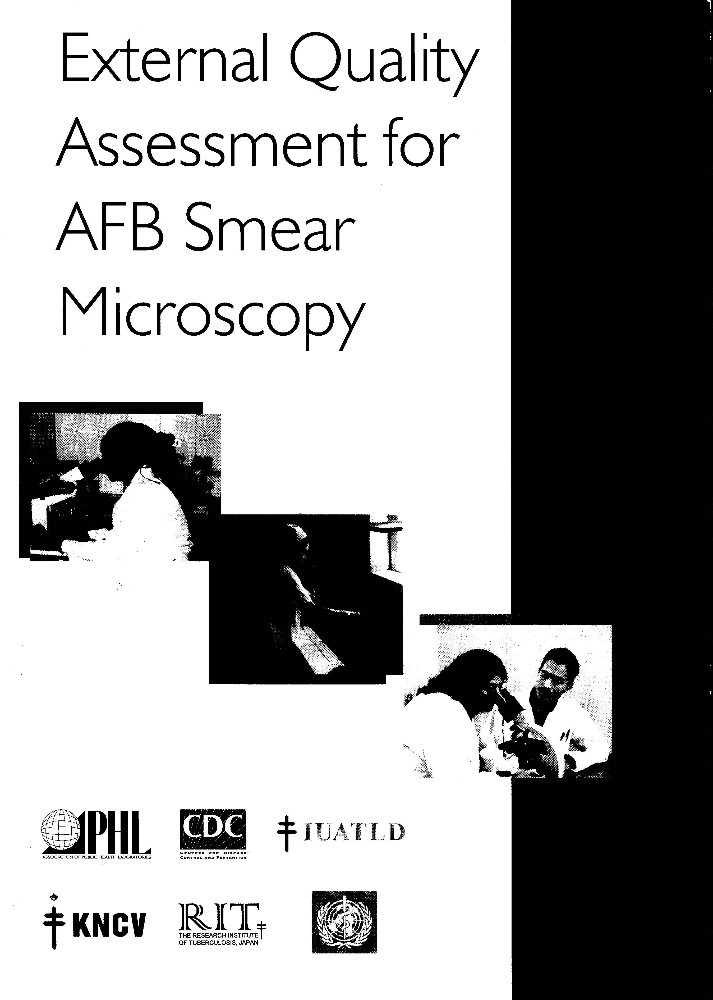 External Quality
Assessment for
AFB Smear
Microscopy
APHL
ASSOCIATION OF PUBLIC HEALTH LABORATORIES
CDC
CENTERS FOR DISEASE
CONTROL AND PREVENTION
IUATLD
KNCV
RIT
THE RESEARCH INSTITUTE
OF TUBERCULOSIS, JAPAN